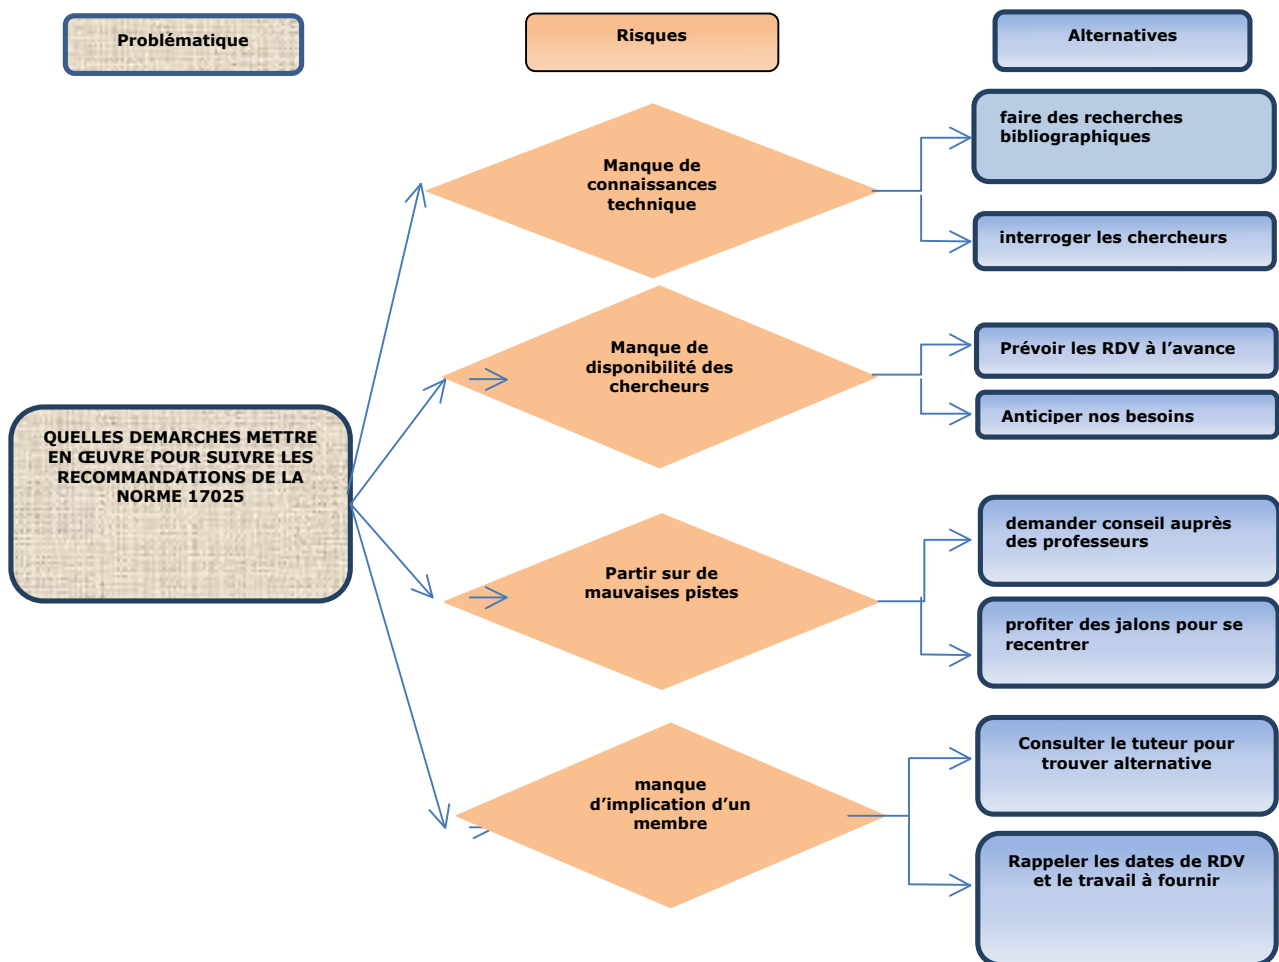 Problématique
Risques
Alternatives
QUELLES DEMARCHES METTRE
EN ŒUVRE POUR SUIVRE LES
RECOMMANDATIONS DE LA
NORME 17025
Manque de
connaissances
technique
faire des recherches
bibliographiques
interroger les chercheurs
Manque de
disponibilité des
chercheurs
Prévoir les RDV à l’avance
Anticiper nos besoins
Partir sur de
mauvaises pistes
demander conseil auprès
des professeurs
profiter des jalons pour se
recentrer
manque
d’implication d’un
membre
Consulter le tuteur pour
trouver alternative
Rappeler les dates de RDV
et le travail à fournir